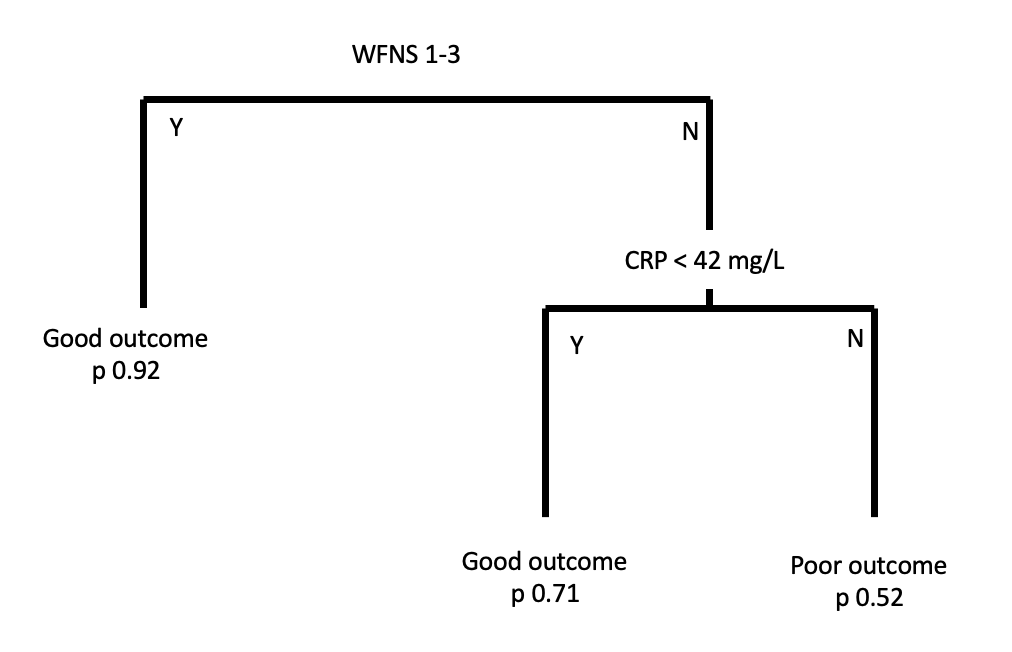 WFNS 1-3
Y
N
CRP < 42 mg/L
Y
N
Good outcome
p 0.92
Good outcome
p 0.71
Poor outcome
p 0.52